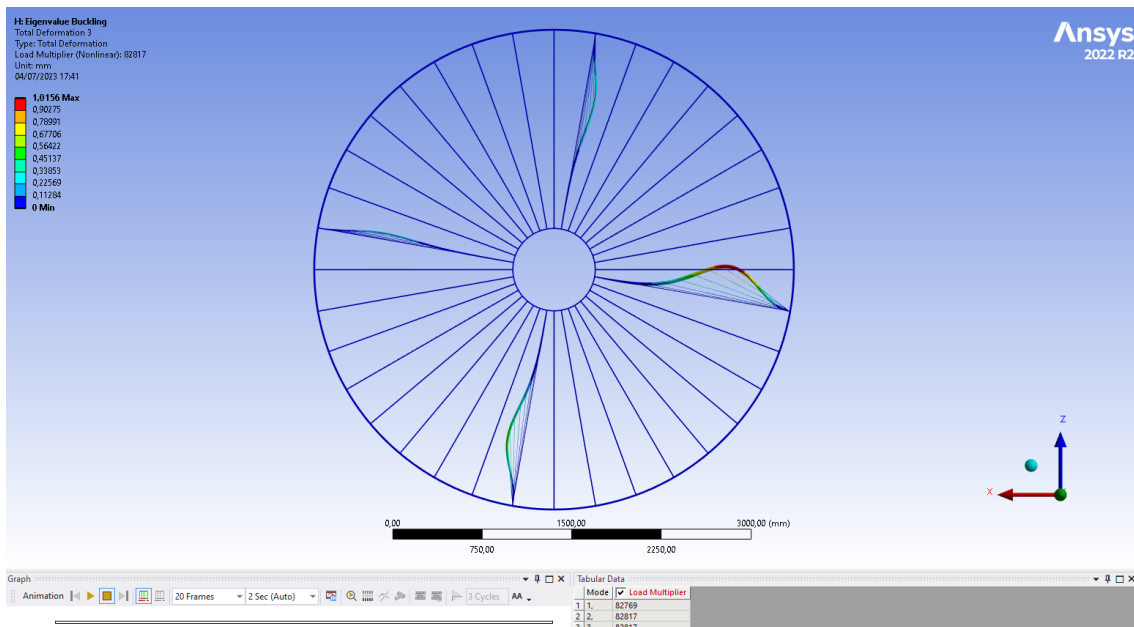 H: Eigenvalue Buckling
Total Deformation 3
Type: Total Deformation
Load Multiplier (Nonlinear): 82817
Unit: mm
04/07/2023 17:41
1,0156 Max
0,90275
0,78991
0,67706
0,56422
0,45137
0,33853
0,22569
0,11284
0 Min
Ansys
2022 R2
Z
X
0,00 1500,00 3000,00 (mm)
750,00 2250,00
Graph
Animation 20 Frames 2 Sec (Auto) 3 Cycles AA
Tabular Data
Mode Load Multiplier
1 1, 82769
2 2, 82817
3 3, 82817